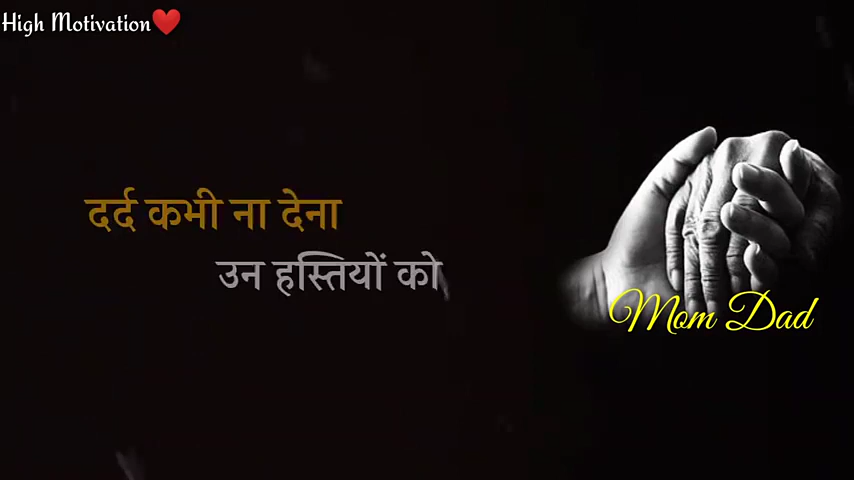 High Motivation❤️
दर्द कभी ना देना
उन हस्तियों को
Mom Dad